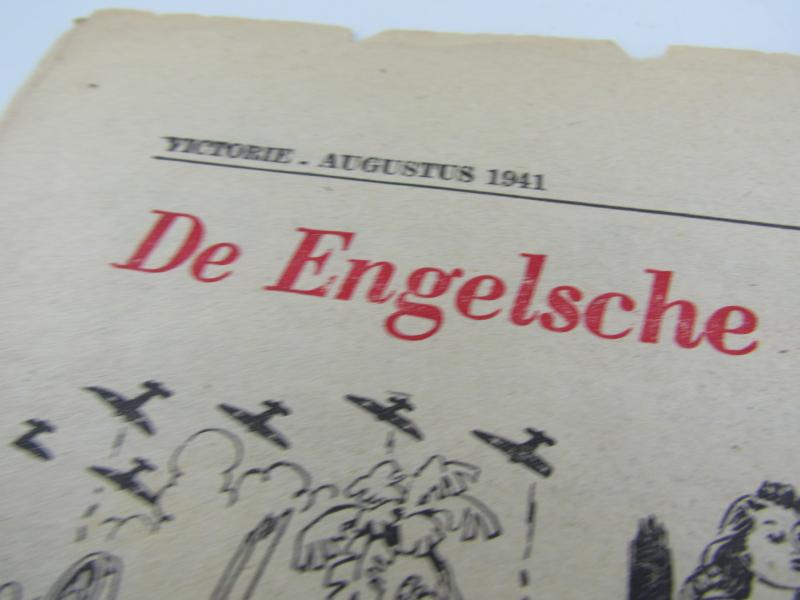 VICTORIE . AUGUSTUS 1941
De Engelsche